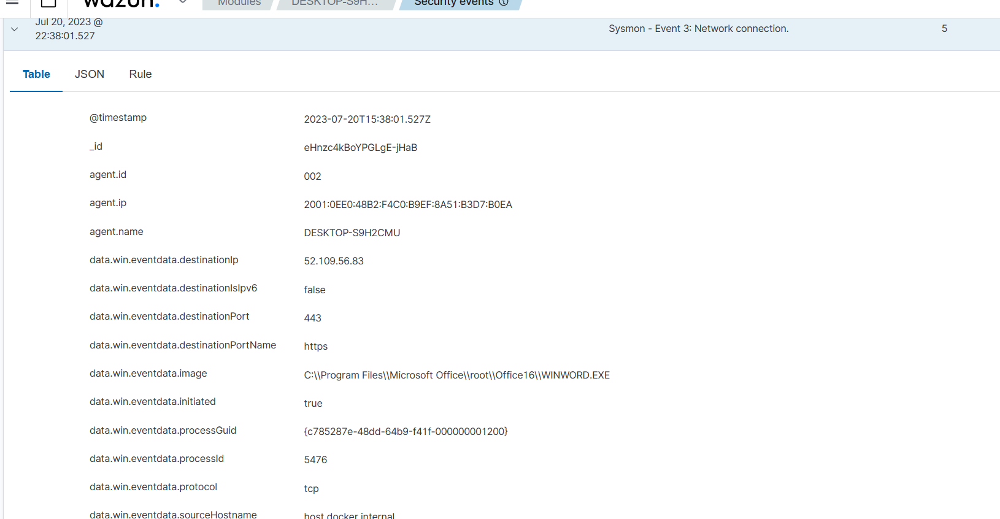 wazuh.
Modules
DESKTOP-S9H...
Security events
Jul 20, 2023 @
22:38:01.527
Sysmon - Event 3: Network connection.
5
Table
JSON
Rule
@timestamp
2023-07-20T15:38:01.527Z
_id
eHnzc4kBoYPGLgE-jHaB
agent.id
002
agent.ip
2001:0EE0:48B2:F4C0:B9EF:8A51:B3D7:B0EA
agent.name
DESKTOP-S9H2CMU
data.win.eventdata.destinationIp
52.109.56.83
data.win.eventdata.destinationIsIpv6
false
data.win.eventdata.destinationPort
443
data.win.eventdata.destinationPortName
https
data.win.eventdata.image
C:\\Program Files\\Microsoft Office\\root\\Office16\\WINWORD.EXE
data.win.eventdata.initiated
true
data.win.eventdata.processGuid
{c785287e-48dd-64b9-f41f-000000001200}
data.win.eventdata.processId
5476
data.win.eventdata.protocol
tcp
data.win.eventdata.sourceHostname
host.docker.internal